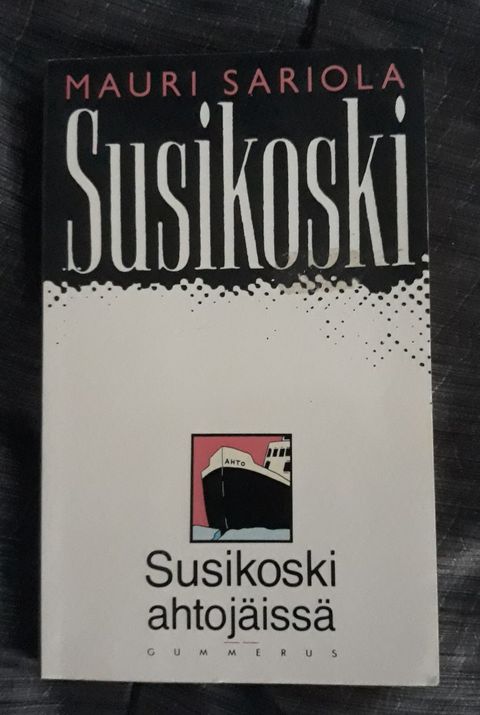 MAURI SARIOLA
Susikoski
AHTO
Susikoski
ahtojäissä
GUMMERUS